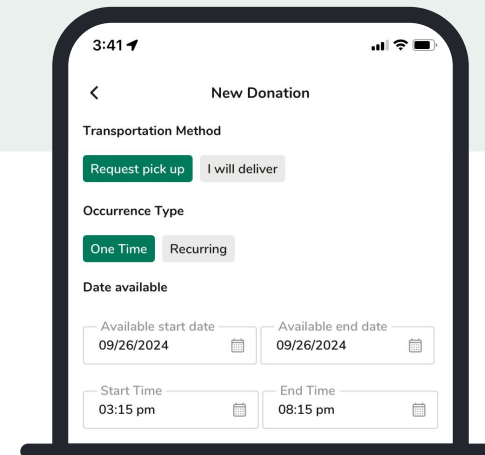 3:41
New Donation
Transportation Method
Request pick up I will deliver
Occurrence Type
One Time Recurring
Date available
Available start date Available end date
09/26/2024 09/26/2024
Start Time End Time
03:15 pm 08:15 pm